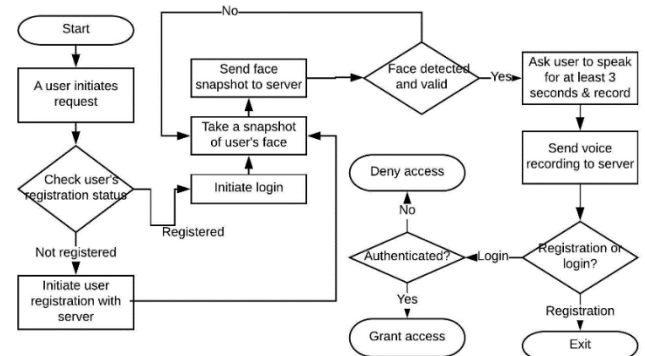 Start
A user initiates
request
Check user's
registration status
Registered
Not registered
Initiate user
registration with
server
Initiate login
Take a snapshot
of user's face
Send face
snapshot to server
No
Face detected
and valid
Yes
Ask user to speak
for at least 3
seconds & record
Send voice
recording to server
Registration or
login?
Login
Registration
Exit
Authenticated?
No
Deny access
Yes
Grant access